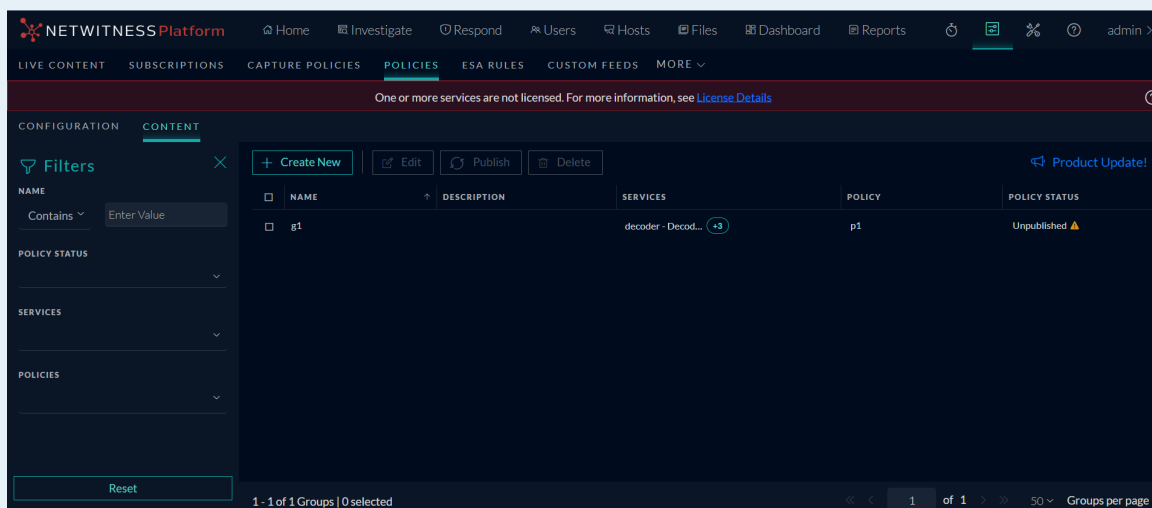 NETWITNESS Platform Home Investigate Respond Users Hosts Files Dashboard Reports admin
LIVE CONTENT SUBSCRIPTIONS CAPTURE POLICIES POLICIES ESA RULES CUSTOM FEEDS MORE
One or more services are not licensed. For more information, see License Details
CONFIGURATION CONTENT
Filters
NAME
Contains Enter Value
POLICY STATUS
SERVICES
POLICIES
Reset
+ Create New Edit Publish Delete Product Update!
NAME DESCRIPTION SERVICES POLICY POLICY STATUS
g1 decoder - Decod... +3 p1 Unpublished
1 - 1 of 1 Groups | 0 selected
1 of 1 50 Groups per page